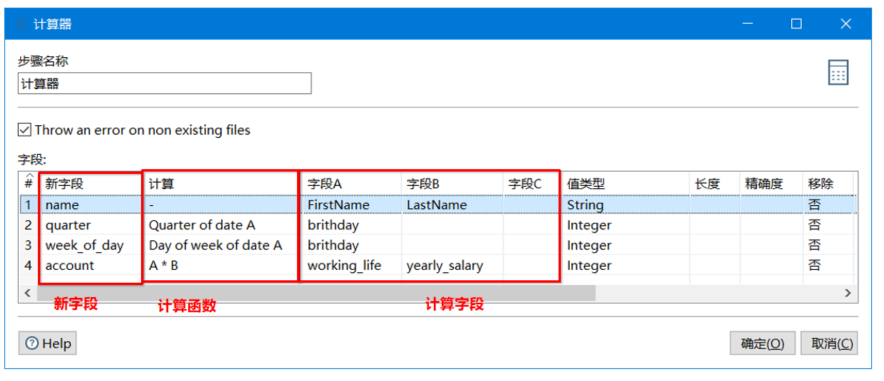 计算器
步骤名称
计算器
Throw an error on non existing files
字段:
# 新字段 计算 字段A 字段B 字段C 值类型 长度 精确度 移除
1 name - FirstName LastName String 否
2 quarter Quarter of date A brithday Integer 否
3 week_of_day Day of week of date A brithday Integer 否
4 account A * B working_life yearly_salary Integer 否
新字段 计算函数 计算字段
Help 确定(O) 取消(C)